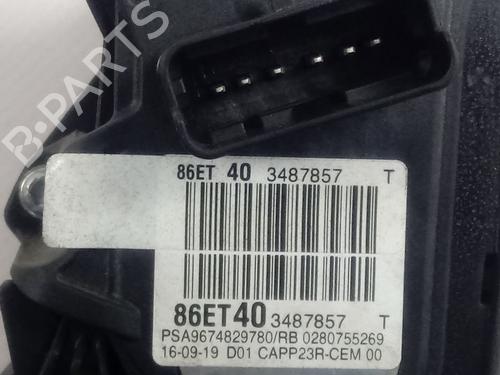 B-PARTS
86ET 40 3487857 T
86ET40 3487857 T
PSA9674829780/RB 0280755269
16-09-19 D01 CAPP23R-CEM 00